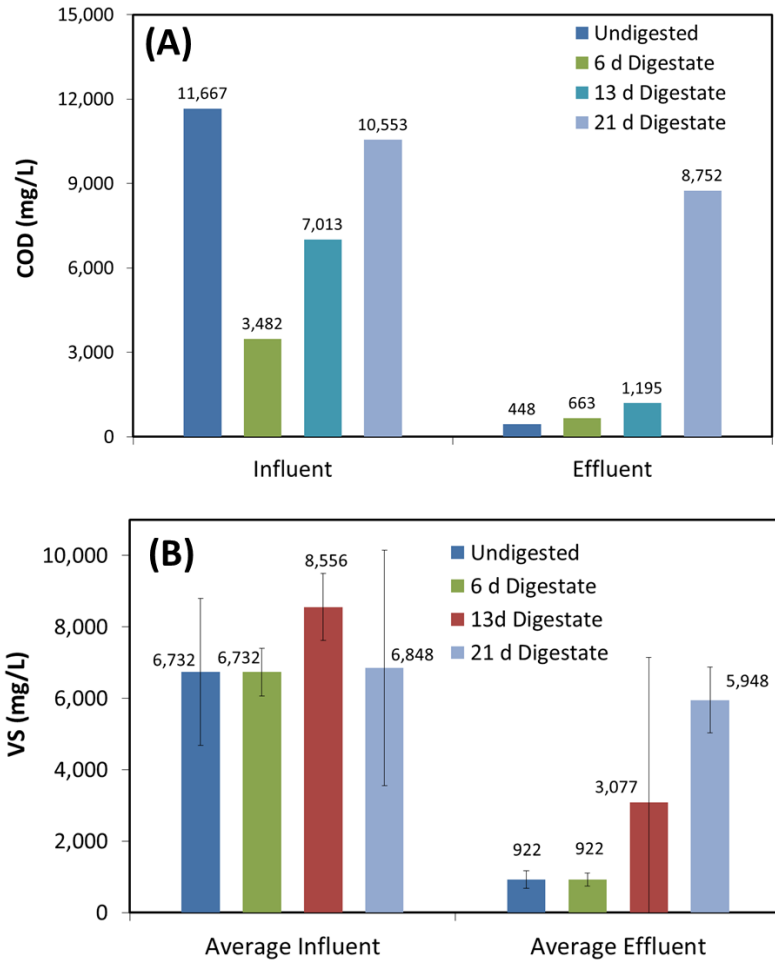 15,000
(A)
Undigested
6 d Digestate
13 d Digestate
21 d Digestate
12,000
11,667
10,553
9,000
8,752
7,013
6,000
3,482
3,000
448
663
1,195
0
COD (mg/L)
Influent
Effluent
(B)
10,000
Undigested
6 d Digestate
13d Digestate
21 d Digestate
8,556
8,000
6,732
6,732
6,848
6,000
5,948
4,000
3,077
2,000
922
922
0
VS (mg/L)
Average Influent
Average Effluent